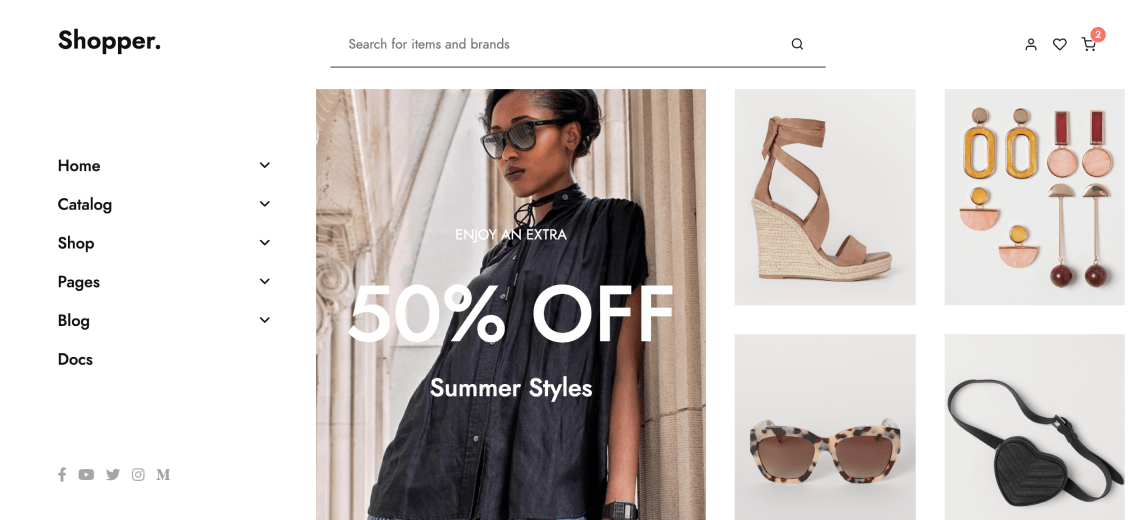 Shopper.
Search for items and brands
2
Home
Catalog
Shop
Pages
Blog
Docs
ENJOY AN EXTRA
50% OFF
Summer Styles
M